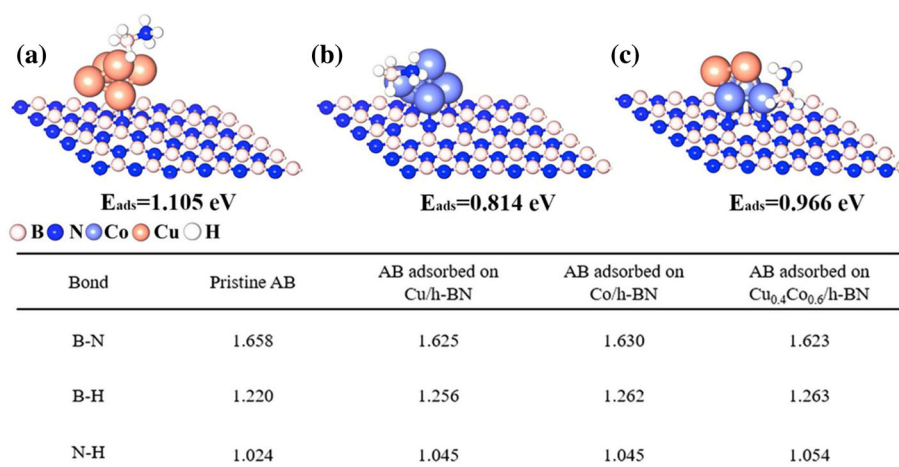 (a) (b) (c)
Eads=1.105 eV Eads=0.814 eV Eads=0.966 eV
B N Co Cu H
Bond Pristine AB AB adsorbed on Cu/h-BN AB adsorbed on Co/h-BN AB adsorbed on Cu0.4Co0.6/h-BN
B-N 1.658 1.625 1.630 1.623
B-H 1.220 1.256 1.262 1.263
N-H 1.024 1.045 1.045 1.054